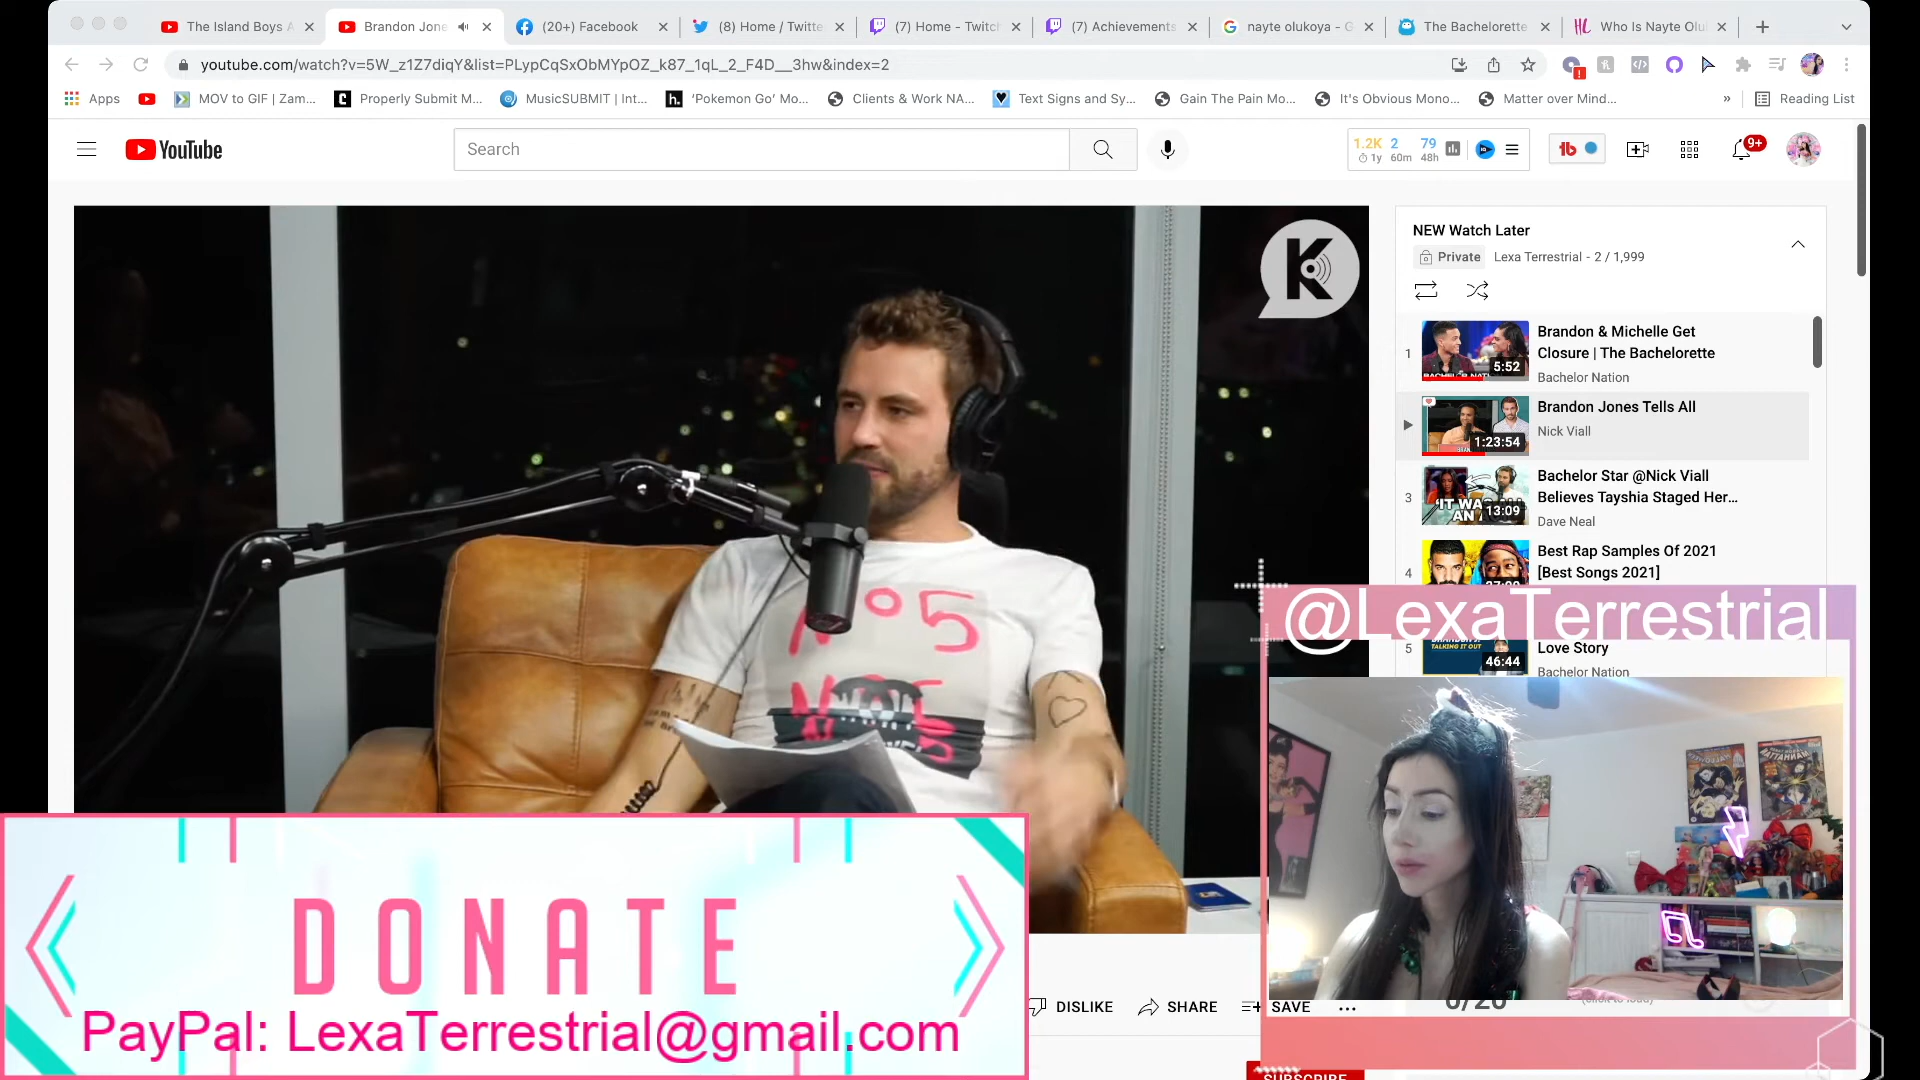 The Island Boys A
Brandon Jone
(20+) Facebook
(8) Home / Twitte
(7) Home - Twitch
(7) Achievements
nayte olukoya - G
The Bachelorette
Who Is Nayte Oluk
youtube.com/watch?v=5W_z1Z7diqY&list=PLypCqSxObMYpOZ_k87_1qL_2_F4D__3hw&index=2
Apps
MOV to GIF | Zam...
Properly Submit M...
MusicSUBMIT | Int...
'Pokemon Go' Mo...
Clients & Work NA...
Text Signs and Sy...
Gain The Pain Mo...
It's Obvious Mono...
Matter over Mind...
»
Reading List
YouTube
Search
1.2K 2 79
1y 60m 48h
9+
K
NEW Watch Later
Private Lexa Terrestrial - 2 / 1,999
1
Brandon & Michelle Get
Closure | The Bachelorette
Bachelor Nation
5:52
Brandon Jones Tells All
Nick Viall
1:23:54
3
Bachelor Star @Nick Viall
Believes Tayshia Staged Her...
Dave Neal
13:09
4
Best Rap Samples Of 2021
[Best Songs 2021]
@LexaTerrestrial
5
TALKING IT OUT
46:44
Love Story
Bachelor Nation
N°5
DONATE
PayPal: LexaTerrestrial@gmail.com
DISLIKE
SHARE
SAVE
...
SUBSCRIBE